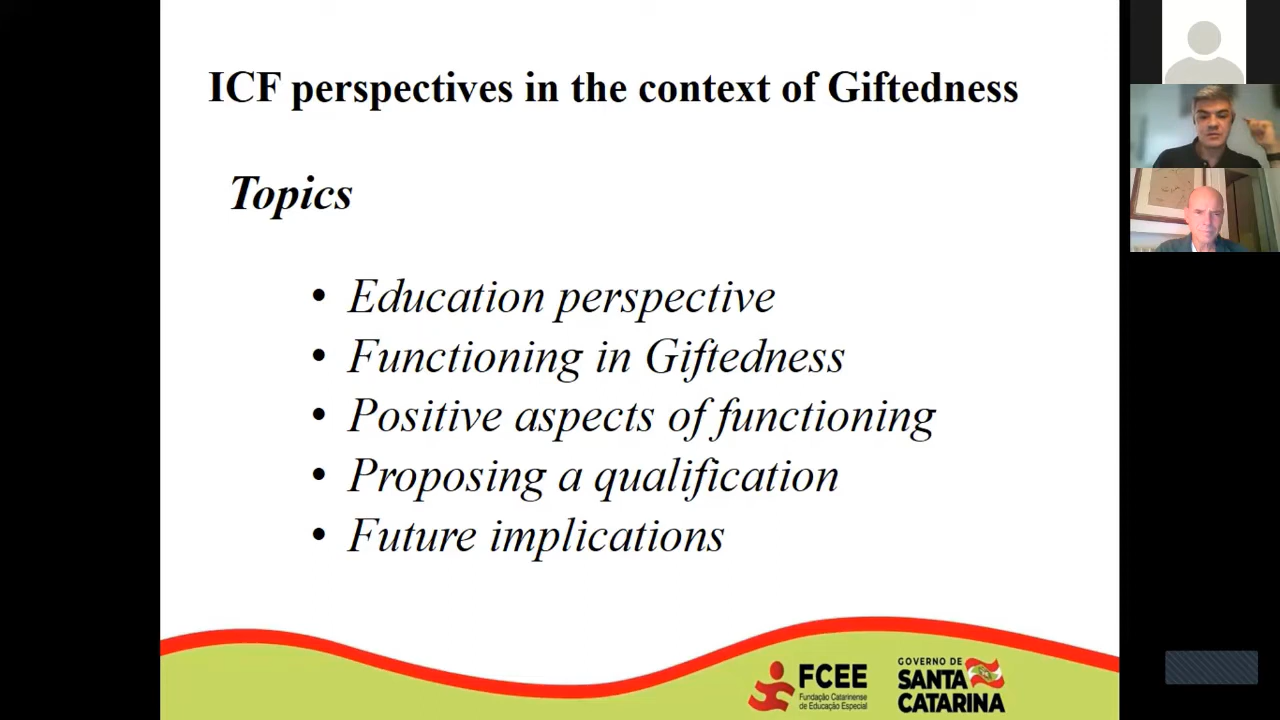 ICF perspectives in the context of Giftedness
Topics
• Education perspective
• Functioning in Giftedness
• Positive aspects of functioning
• Proposing a qualification
• Future implications
FCEE
Fundação Catarinense
de Educação Especial
GOVERNO DE
SANTA
CATARINA